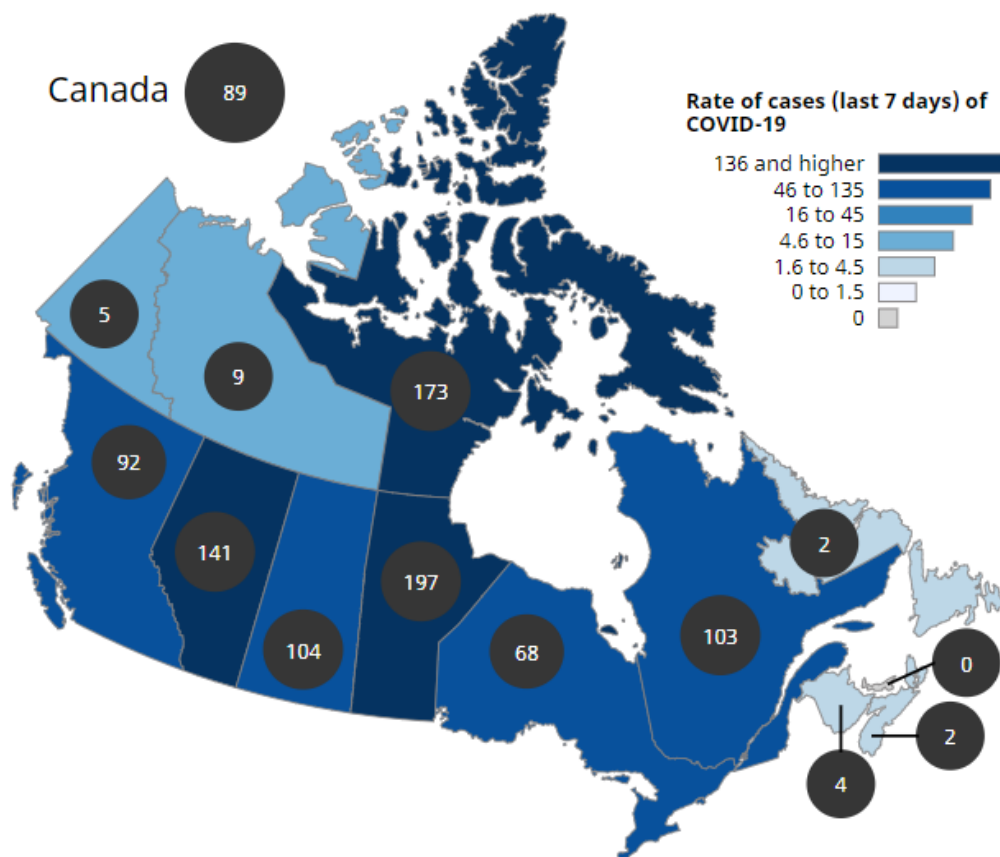 Canada 89
Rate of cases (last 7 days) of
COVID-19
136 and higher
46 to 135
16 to 45
4.6 to 15
1.6 to 4.5
0 to 1.5
0
5
9
173
92
141
197
2
104
68
103
0
2
4